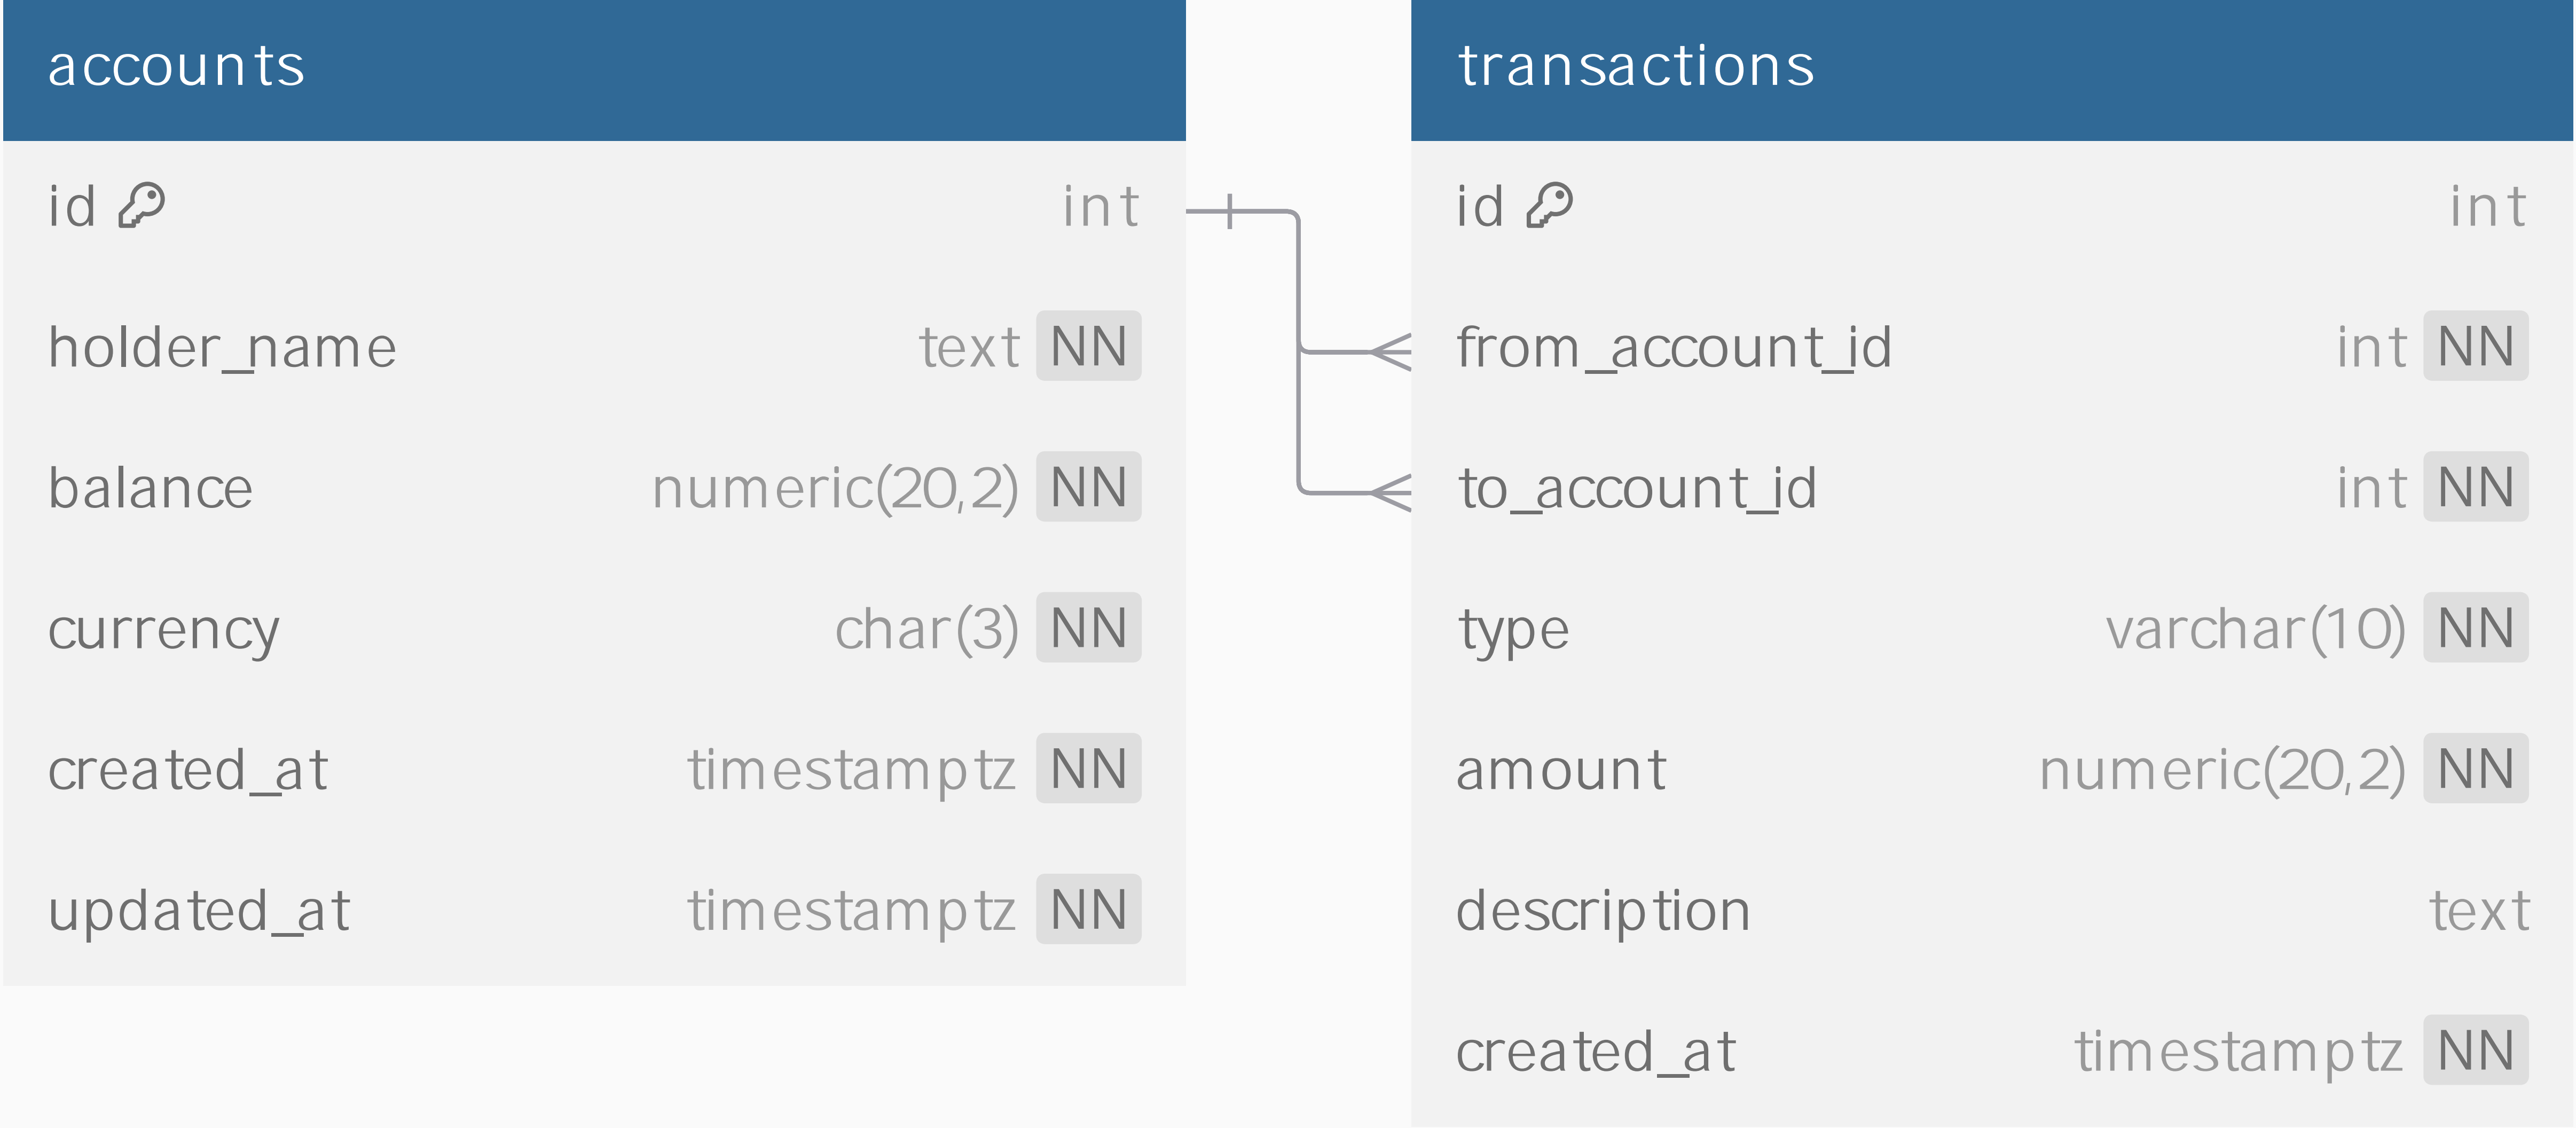 accounts
id int
holder_name text NN
balance numeric(20,2) NN
currency char(3) NN
created_at timestamptz NN
updated_at timestamptz NN
transactions
id int
from_account_id int NN
to_account_id int NN
type varchar(10) NN
amount numeric(20,2) NN
description text
created_at timestamptz NN